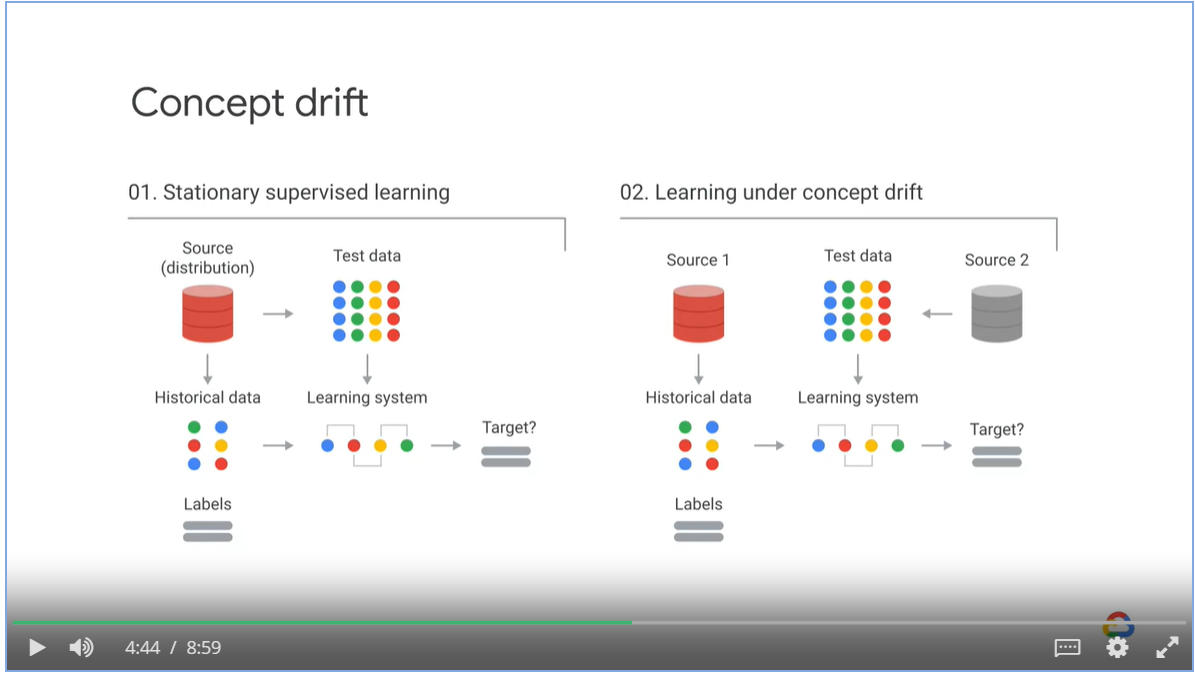 Concept drift
01. Stationary supervised learning
Source
(distribution)
Test data
Historical data
Learning system
Target?
Labels
02. Learning under concept drift
Source 1
Test data
Source 2
Historical data
Learning system
Target?
Labels
4:44 / 8:59